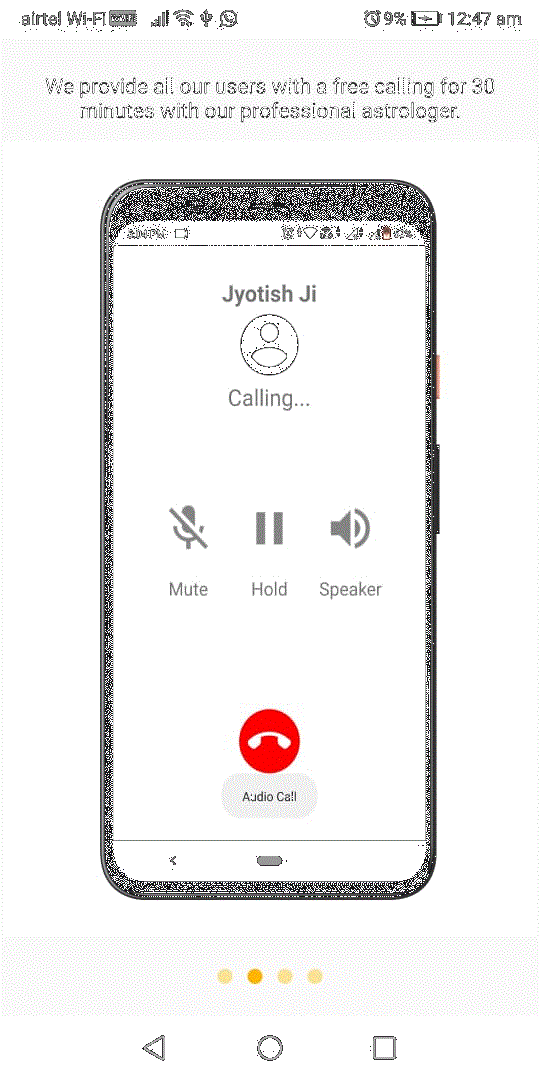 airtel Wi-Fi 9% 12:47 am
We provide all our users with a free calling for 30
minutes with our professional astrologer.
Jyotish Ji
Calling...
Mute Hold Speaker
Audio Call